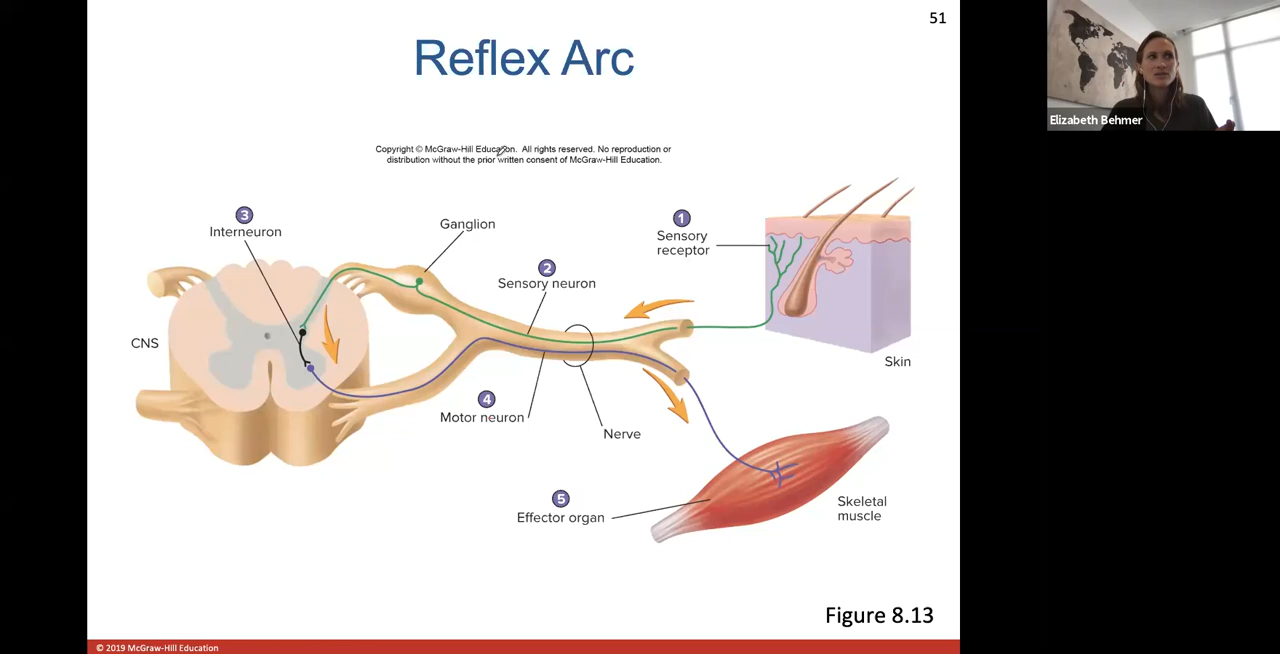 51
Reflex Arc
Elizabeth Behmer
Copyright © McGraw-Hill Education. All rights reserved. No reproduction or
distribution without the prior written consent of McGraw-Hill Education.
3
Interneuron
Ganglion
1
Sensory
receptor
2
Sensory neuron
CNS
Skin
4
Motor neuron
Nerve
5
Effector organ
Skeletal
muscle
Figure 8.13
© 2019 McGraw-Hill Education